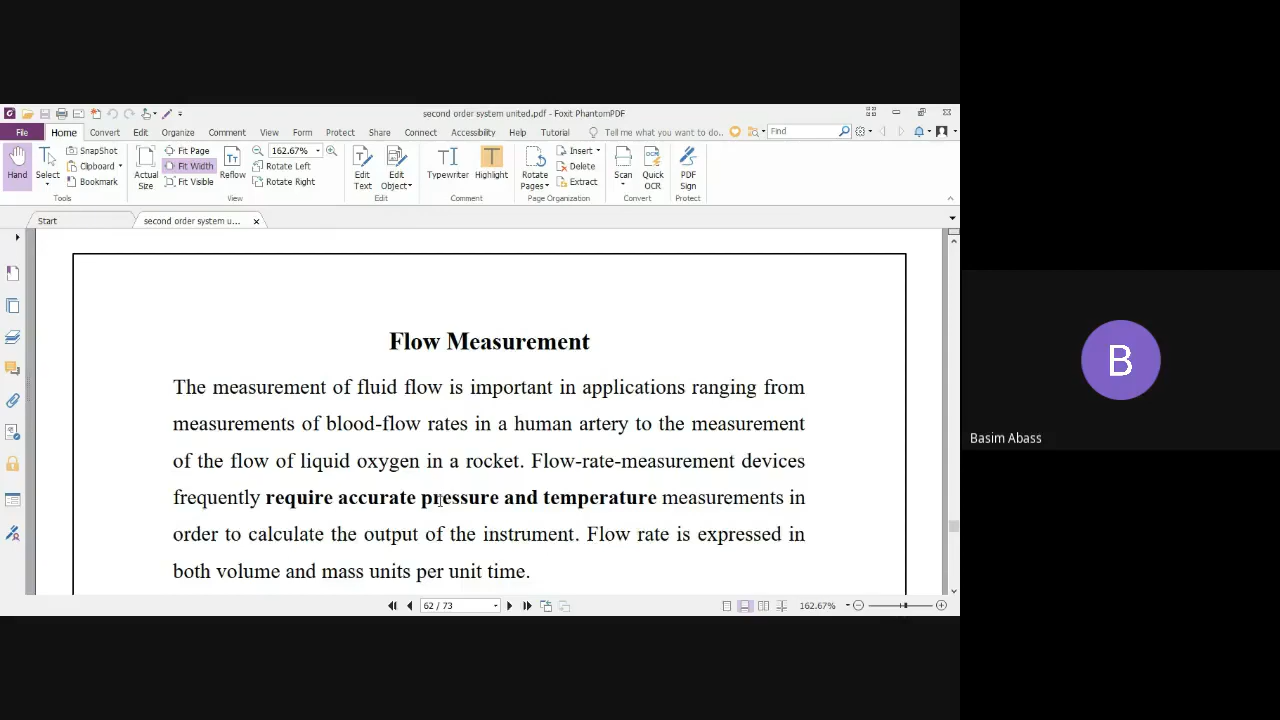 second order system united.pdf - Foxit PhantomPDF
File Home Convert Edit Organize Comment View Form Protect Share Connect Accessibility Help Tutorial Tell me what you want to do.. Find
SnapShot Fit Page 162.67% Insert Delete
Hand Select Clipboard Actual Size Fit Width Reflow Rotate Left Edit Text Edit Object Typewriter Highlight Rotate Pages Extract Scan Quick OCR PDF Sign
Bookmark Fit Visible Rotate Right
Tools View Edit Comment Page Organization Convert Protect
Start second order system u...
Flow Measurement
The measurement of fluid flow is important in applications ranging from
measurements of blood-flow rates in a human artery to the measurement
of the flow of liquid oxygen in a rocket. Flow-rate-measurement devices
frequently require accurate pressure and temperature measurements in
order to calculate the output of the instrument. Flow rate is expressed in
both volume and mass units per unit time.
62 / 73 162.67%
B
Basim Abass